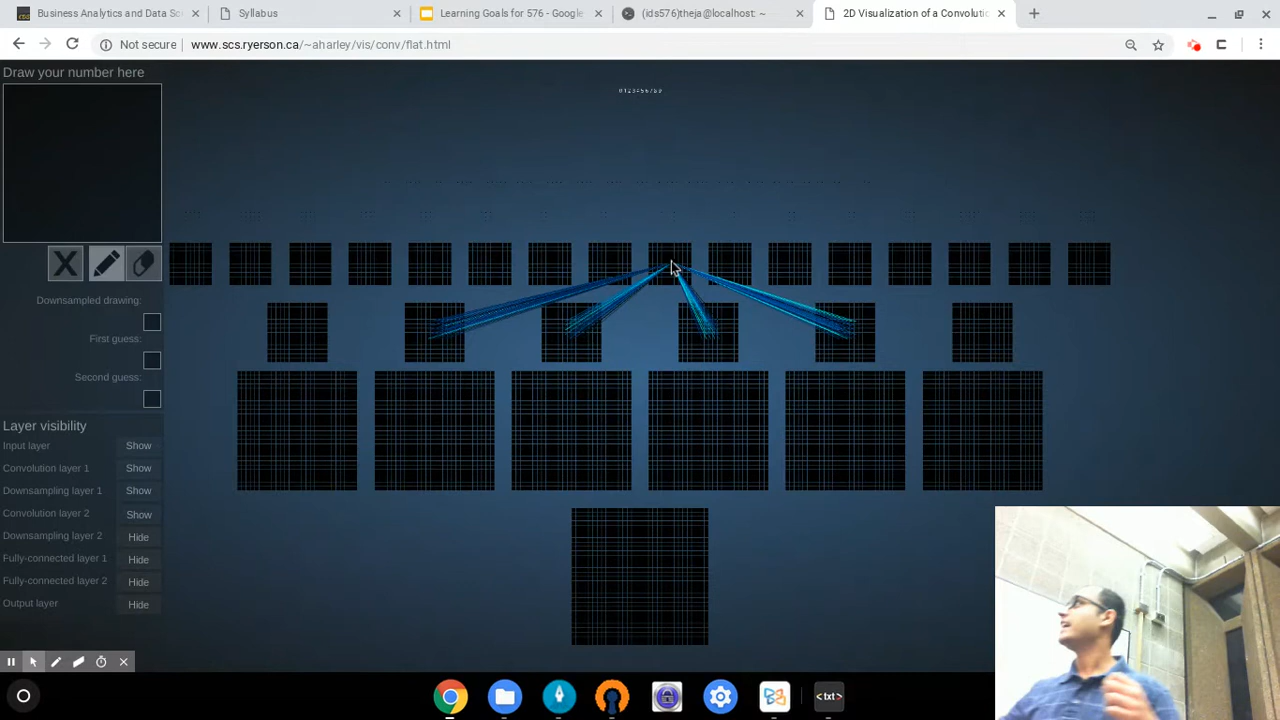 Business Analytics and Data Sc
Syllabus
Learning Goals for 576 - Google
(ids576)theja@localhost: ~
2D Visualization of a Convolutic
Not secure
www.scs.ryerson.ca/~aharley/vis/conv/flat.html
Draw your number here
0123456789
Downsampled drawing:
First guess:
Second guess:
Layer visibility
Input layer Show
Convolution layer 1 Show
Downsampling layer 1 Show
Convolution layer 2 Show
Downsampling layer 2 Hide
Fully-connected layer 1 Hide
Fully-connected layer 2 Hide
Output layer Hide
<txt>